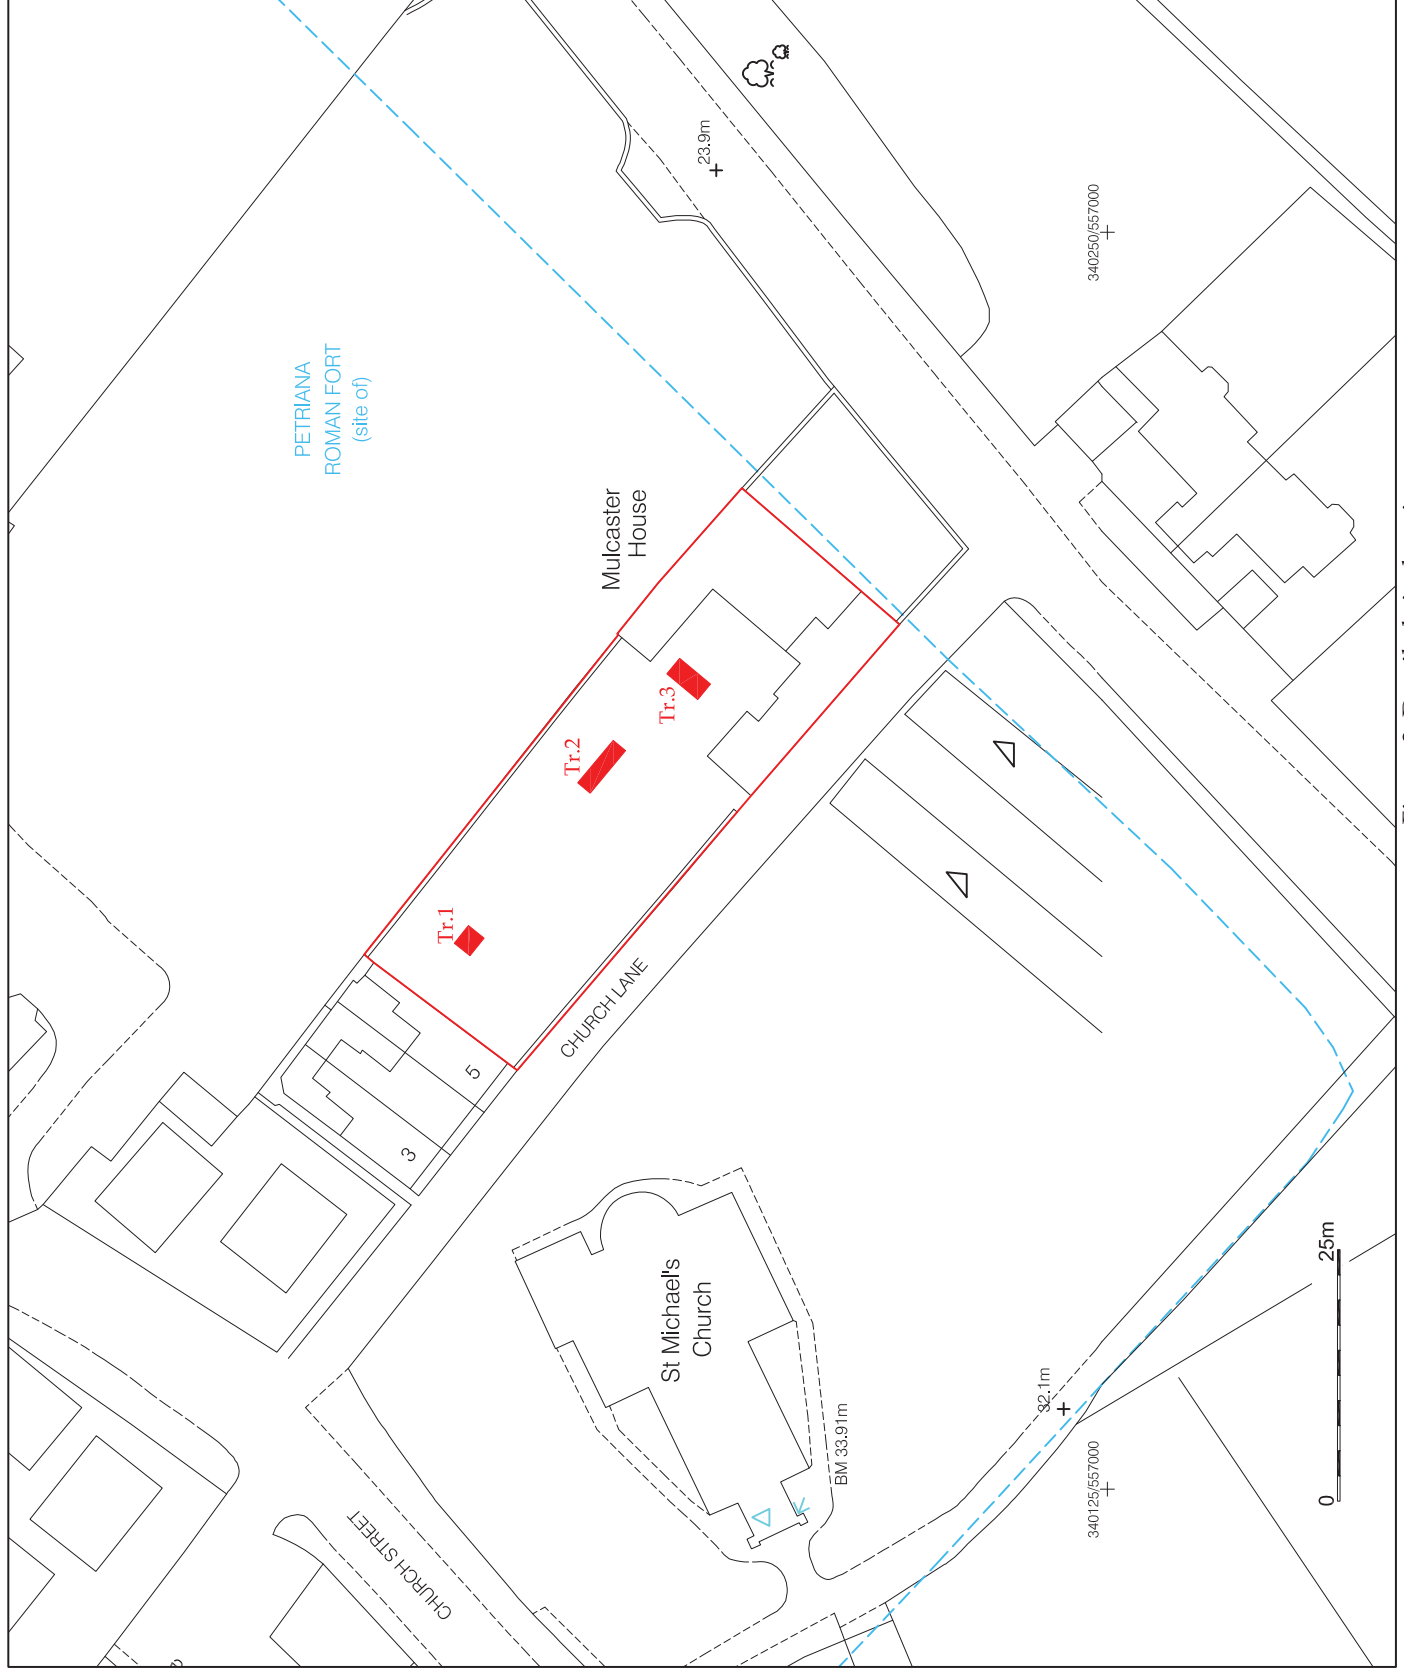 PETRIANA
ROMAN FORT
(site of)
23.9m
340250/557000
Mulcaster
House
Tr.3
Tr.2
Tr.1
CHURCH LANE
5
3
St Michael's
Church
BM 33.91m
32.1m
340125/557000
CHURCH STREET
0
25m